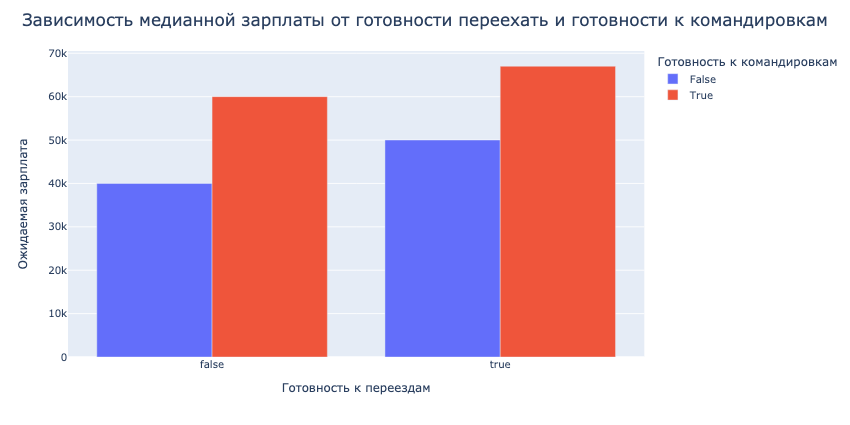 Зависимость медианной зарплаты от готовности переехать и готовности к командировкам
70k
60k
50k
40k
30k
20k
10k
0
Ожидаемая зарплата
false
true
Готовность к переездам
Готовность к командировкам
False
True